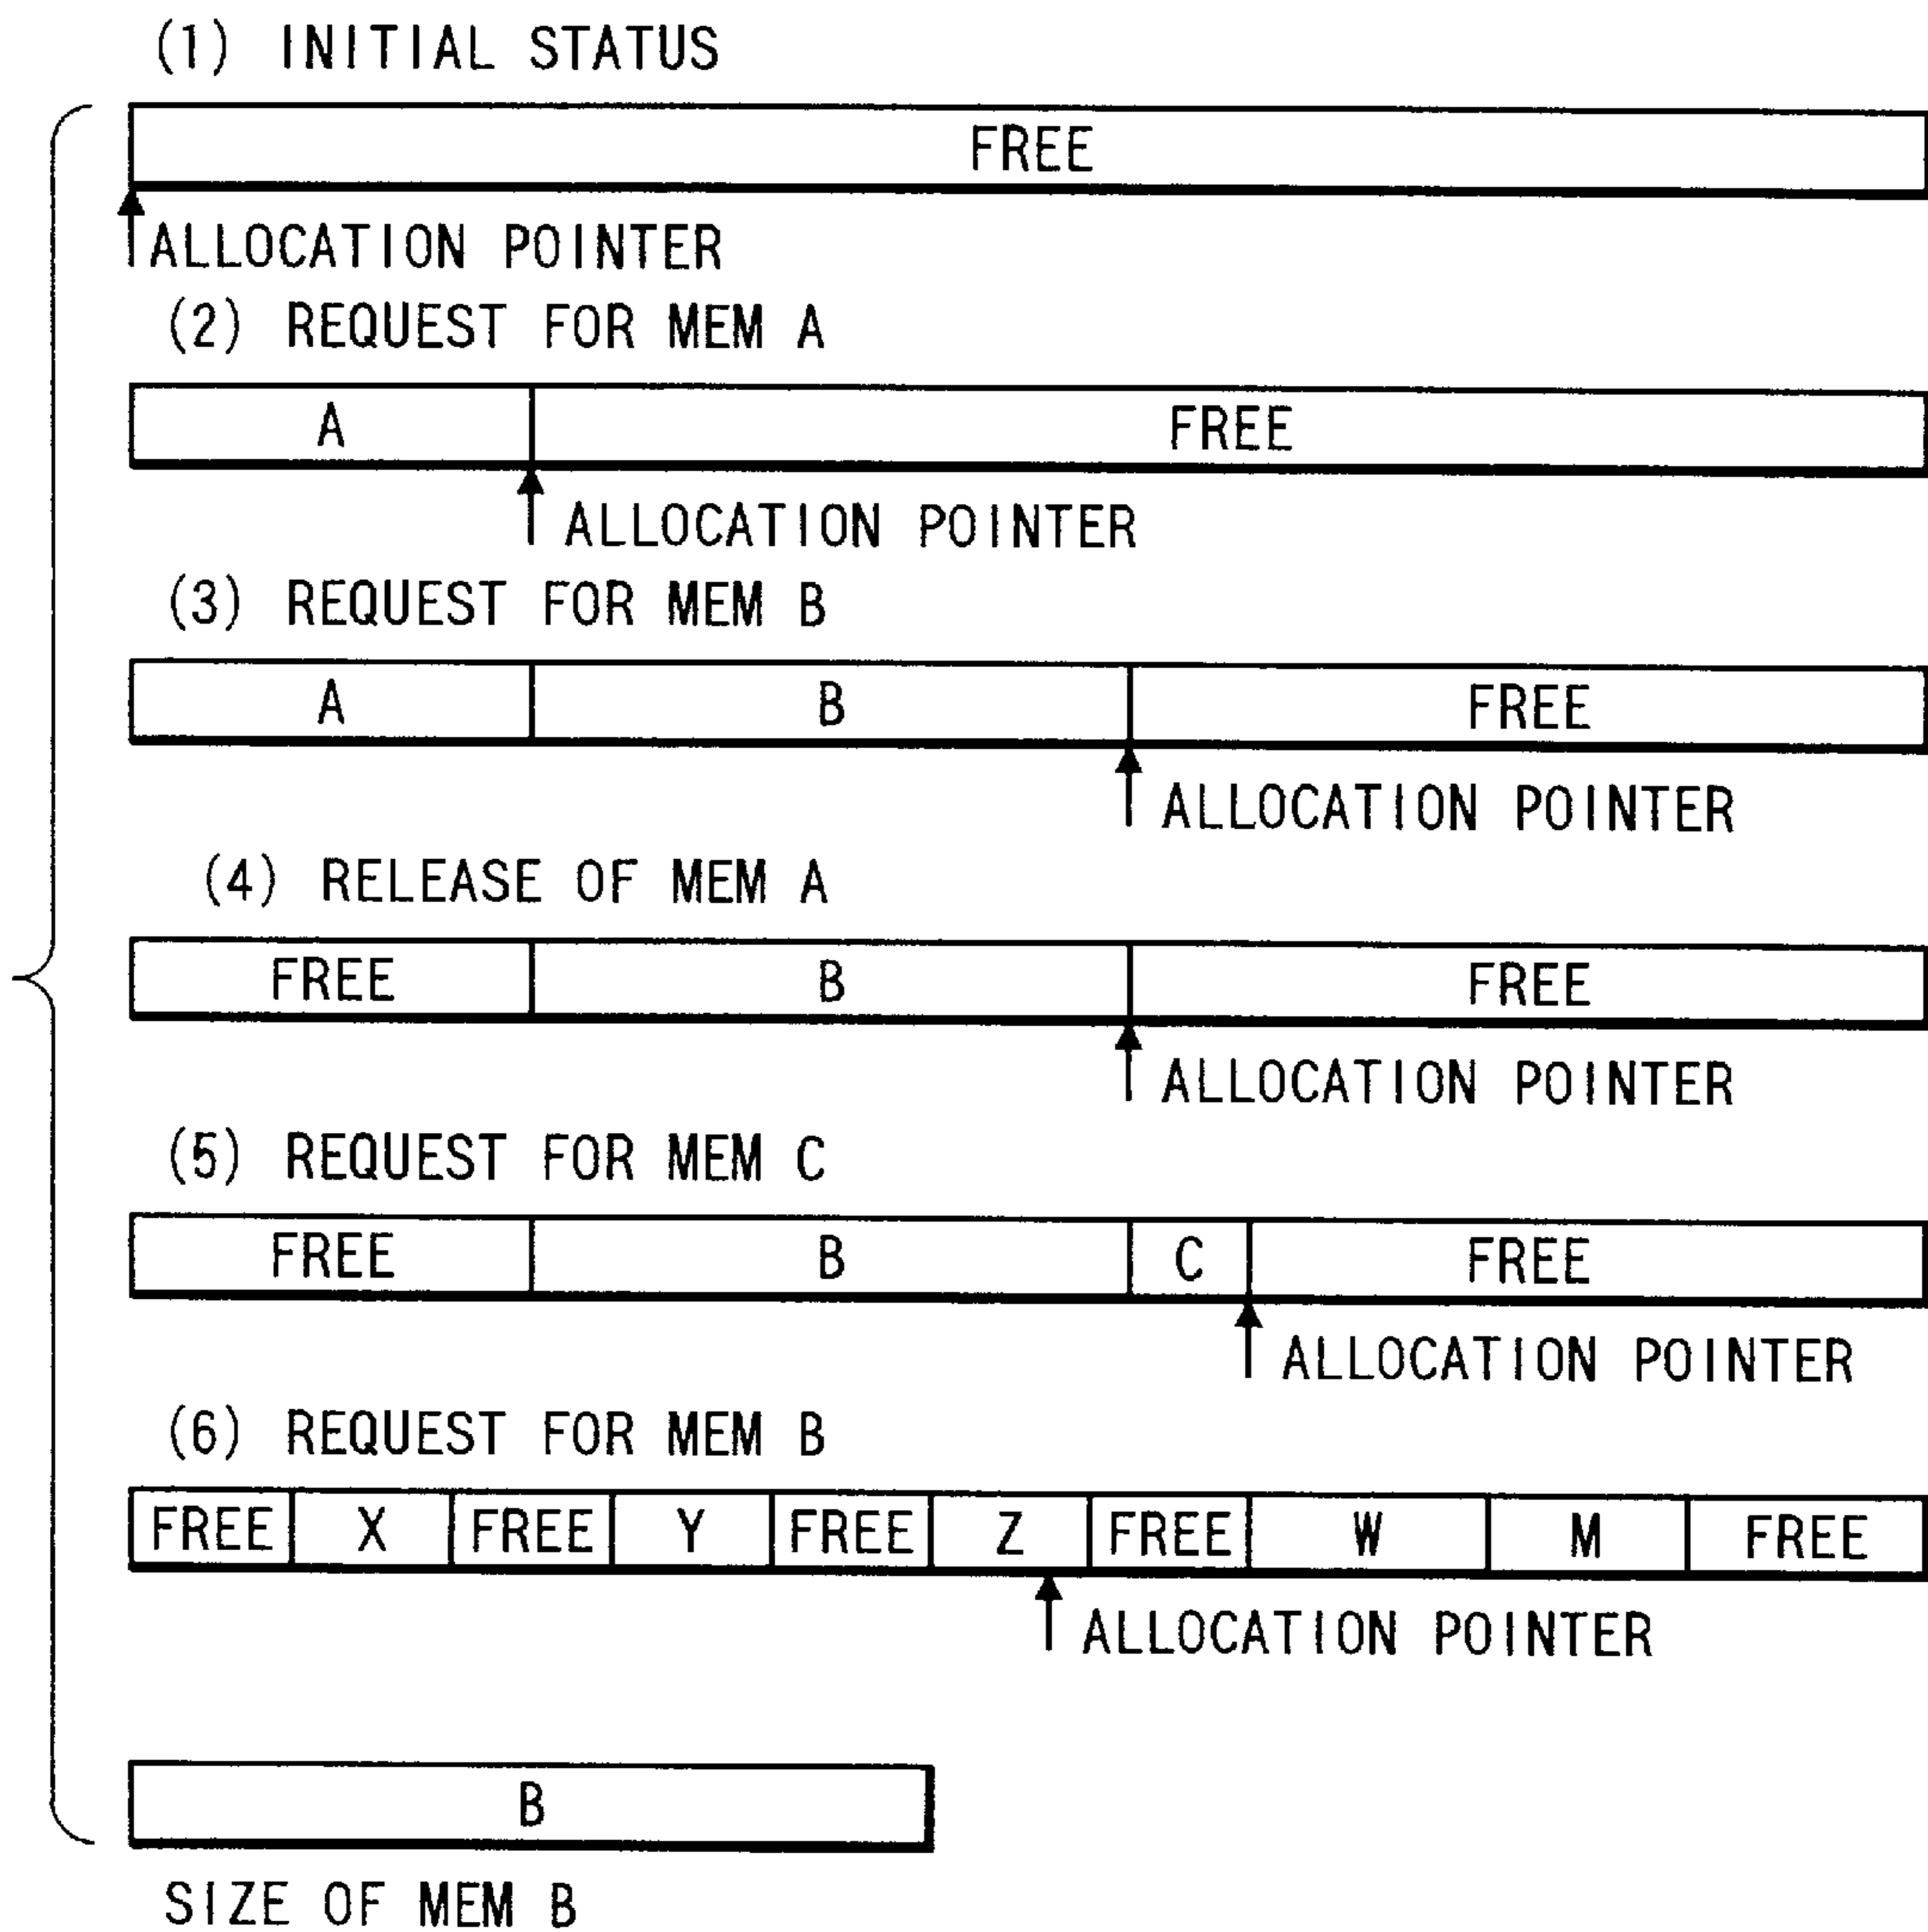 (1) INITIAL STATUS
FREE
ALLOCATION POINTER
(2) REQUEST FOR MEM A
A FREE
ALLOCATION POINTER
(3) REQUEST FOR MEM B
A B FREE
ALLOCATION POINTER
(4) RELEASE OF MEM A
FREE B FREE
ALLOCATION POINTER
(5) REQUEST FOR MEM C
FREE B C FREE
ALLOCATION POINTER
(6) REQUEST FOR MEM B
FREE X FREE Y FREE Z FREE W M FREE
ALLOCATION POINTER
B
SIZE OF MEM B